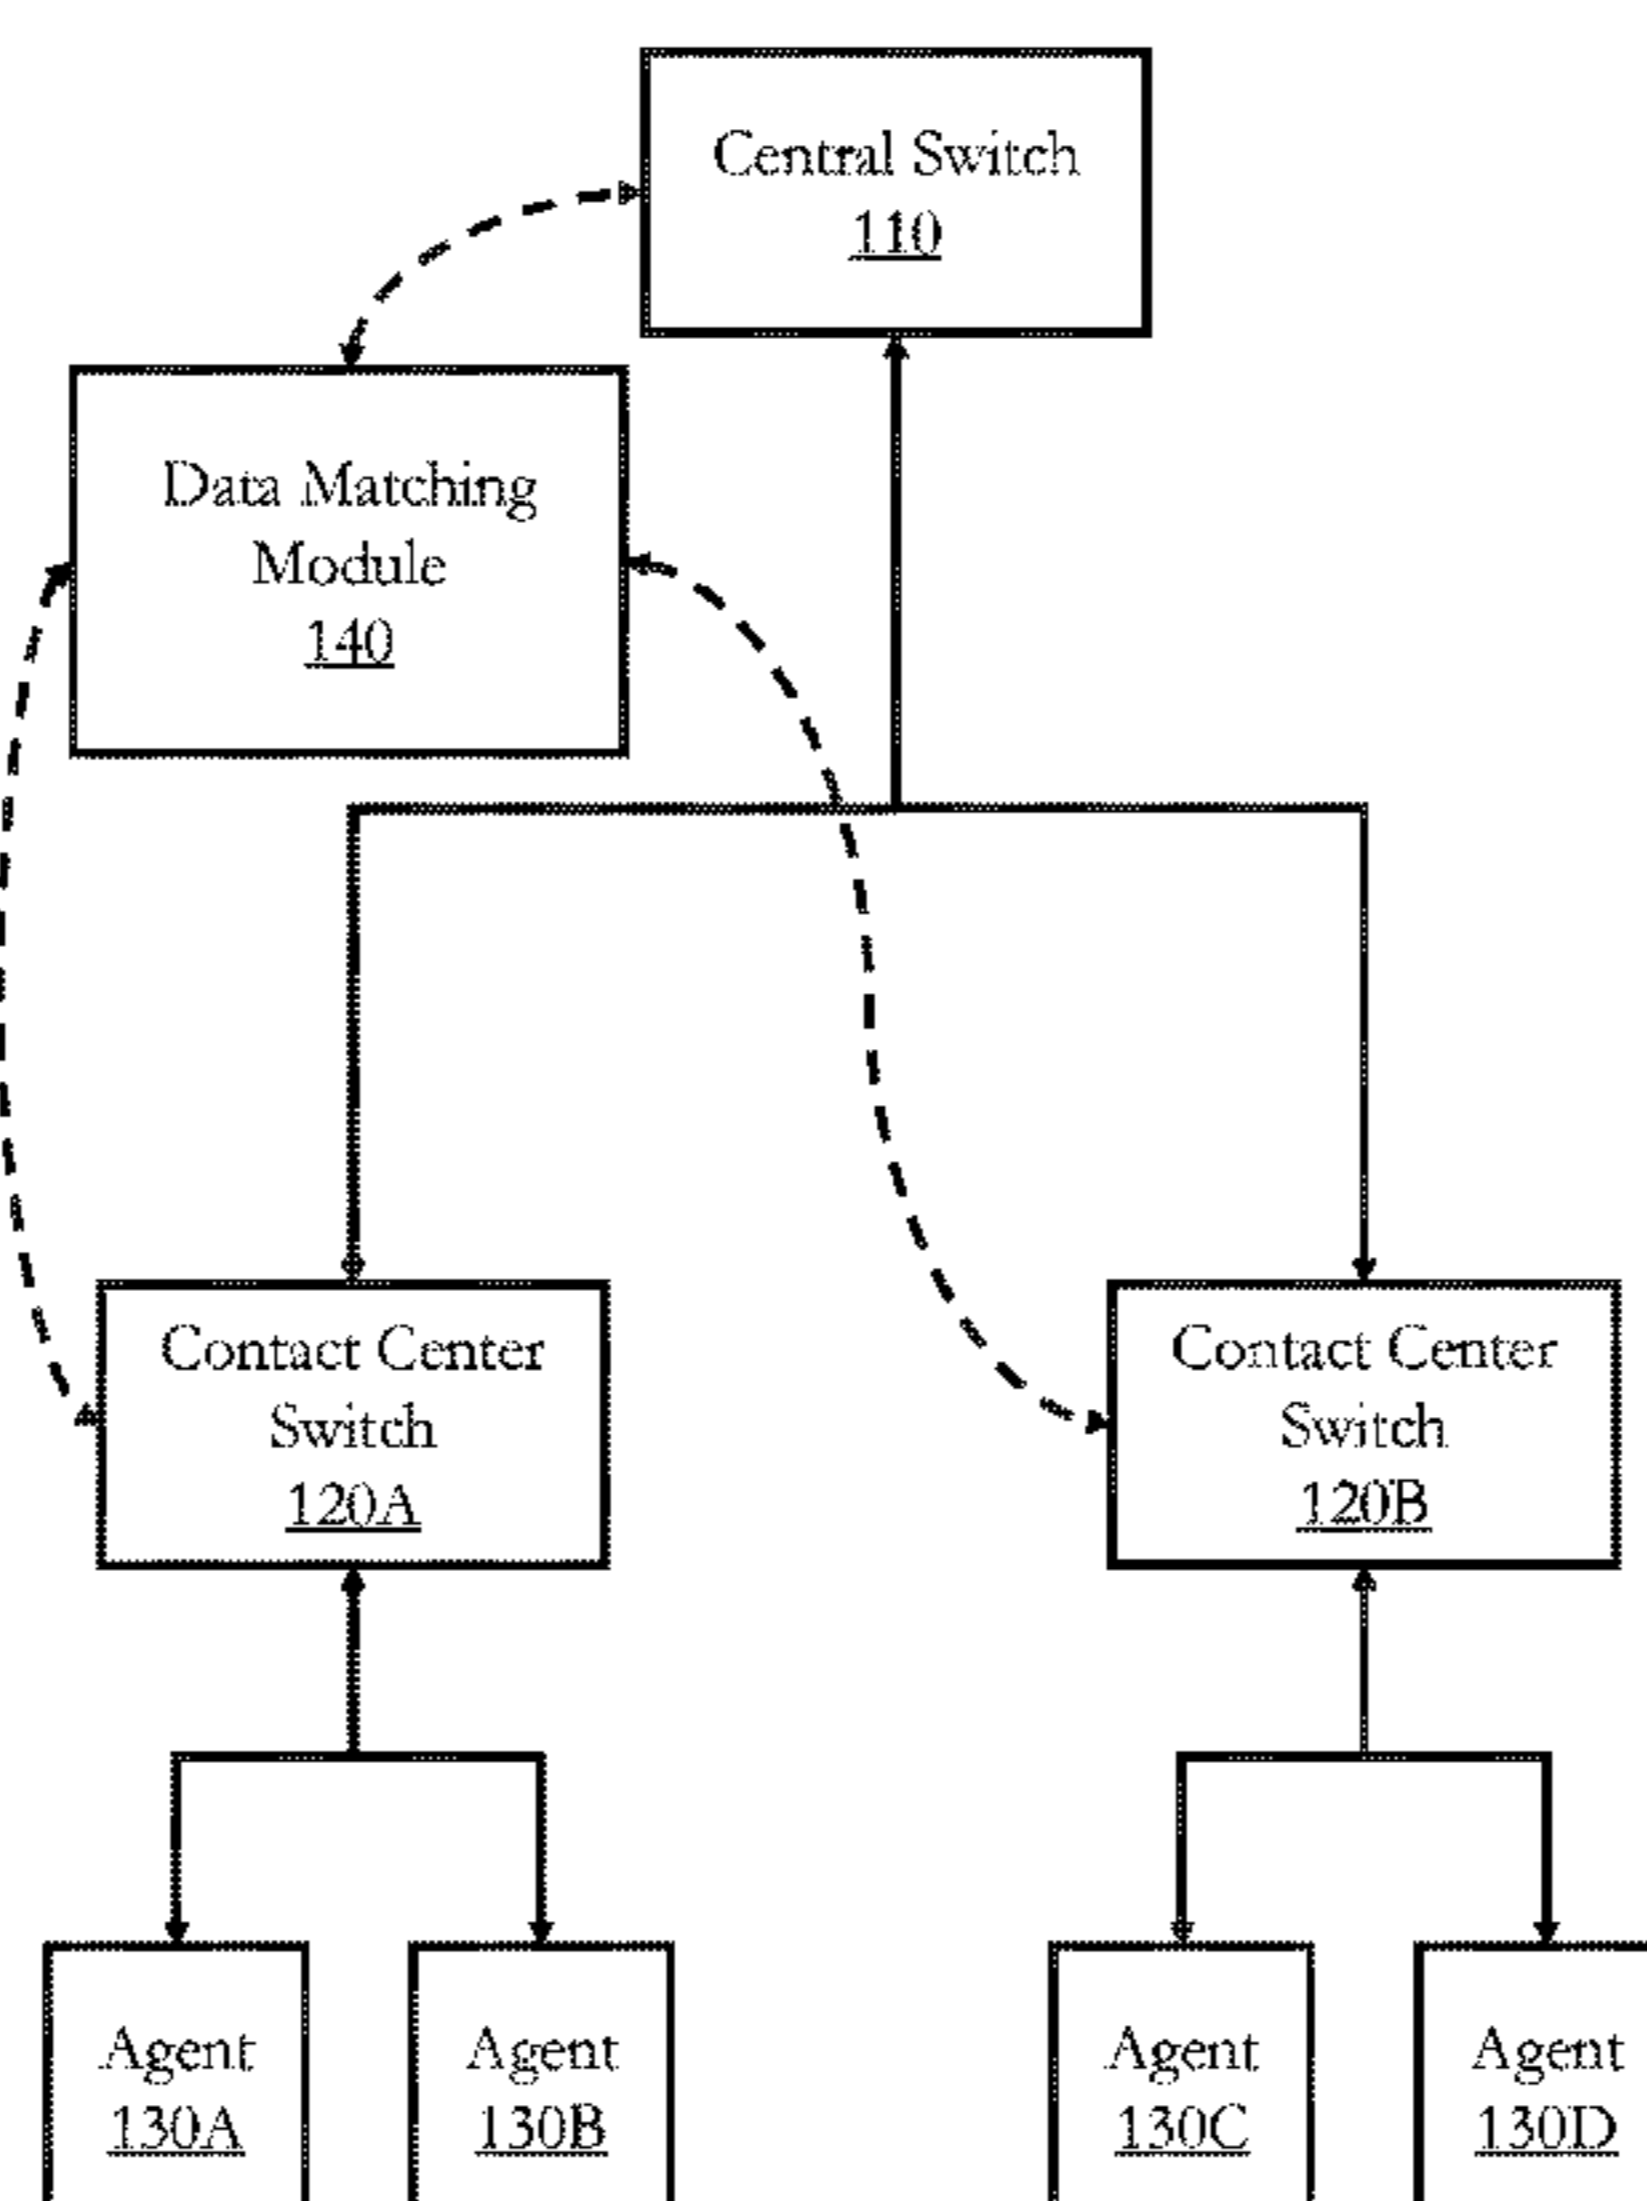 Central Switch
110
Data Matching
Module
140
Contact Center
Switch
120A
Contact Center
Switch
120B
Agent
130A
Agent
130B
Agent
130C
Agent
130D